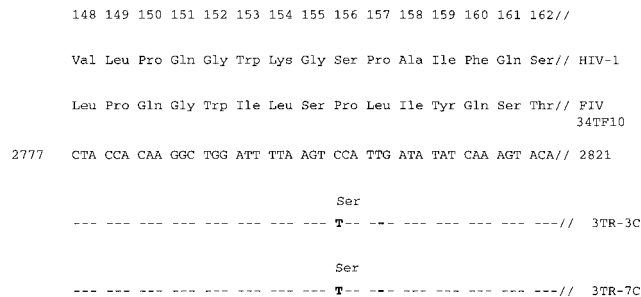 148 149 150 151 152 153 154 155 156 157 158 159 160 161 162//
Val Leu Pro Gln Gly Trp Lys Gly Ser Pro Ala Ile Phe Gln Ser// HIV-1
Leu Pro Gln Gly Trp Ile Leu Ser Pro Leu Ile Tyr Gln Ser Thr// FIV
34TF10
2777 CTA CCA CAA GGC TGG ATT TTA AGT CCA TTG ATA TAT CAA AGT ACA// 2821
Ser
--- --- --- --- --- --- --- --- T-- --- --- --- --- --- ---// 3TR-3C
Ser
--- --- --- --- --- --- --- --- T-- --- --- --- --- --- ---// 3TR-7C